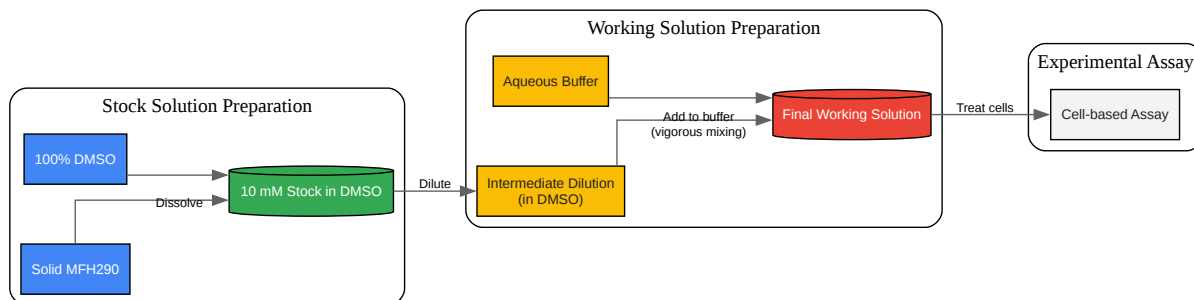 Stock Solution Preparation
100% DMSO
Solid MFH290
Dissolve
10 mM Stock in DMSO
Dilute
Working Solution Preparation
Aqueous Buffer
Intermediate Dilution
(in DMSO)
Add to buffer
(vigorous mixing)
Final Working Solution
Treat cells
Experimental Assay
Cell-based Assay